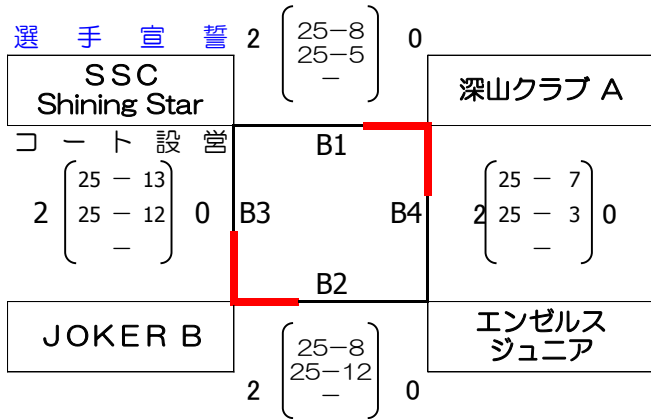 選手宣誓
2 25-8 0
25-5
-
SSC
Shining Star
深山クラブ A
コート設営
B1
2 25 - 13 0
25 - 12
-
B3
B4
2 25 - 7 0
25 - 3
-
B2
JOKER B
エンゼルス
ジュニア
2 25-8 0
25-12
-